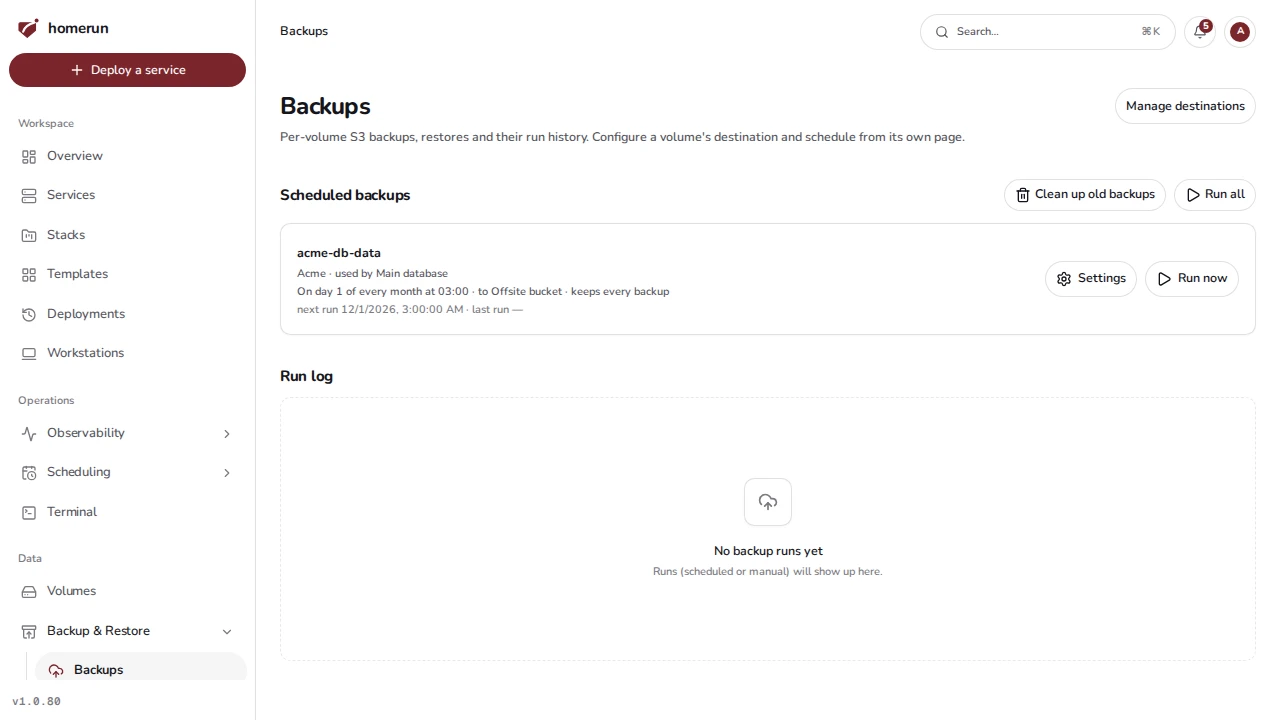 homerun
Deploy a service
Workspace
Overview
Services
Stacks
Templates
Deployments
Workstations
Operations
Observability
Scheduling
Terminal
Data
Volumes
Backup & Restore
Backups
v1.0.80
Backups
Search...
⌘K
5
A
Backups
Manage destinations
Per-volume S3 backups, restores and their run history. Configure a volume's destination and schedule from its own page.
Scheduled backups
Clean up old backups
Run all
acme-db-data
Acme · used by Main database
On day 1 of every month at 03:00 · to Offsite bucket · keeps every backup
next run 12/1/2026, 3:00:00 AM · last run —
Settings
Run now
Run log
No backup runs yet
Runs (scheduled or manual) will show up here.